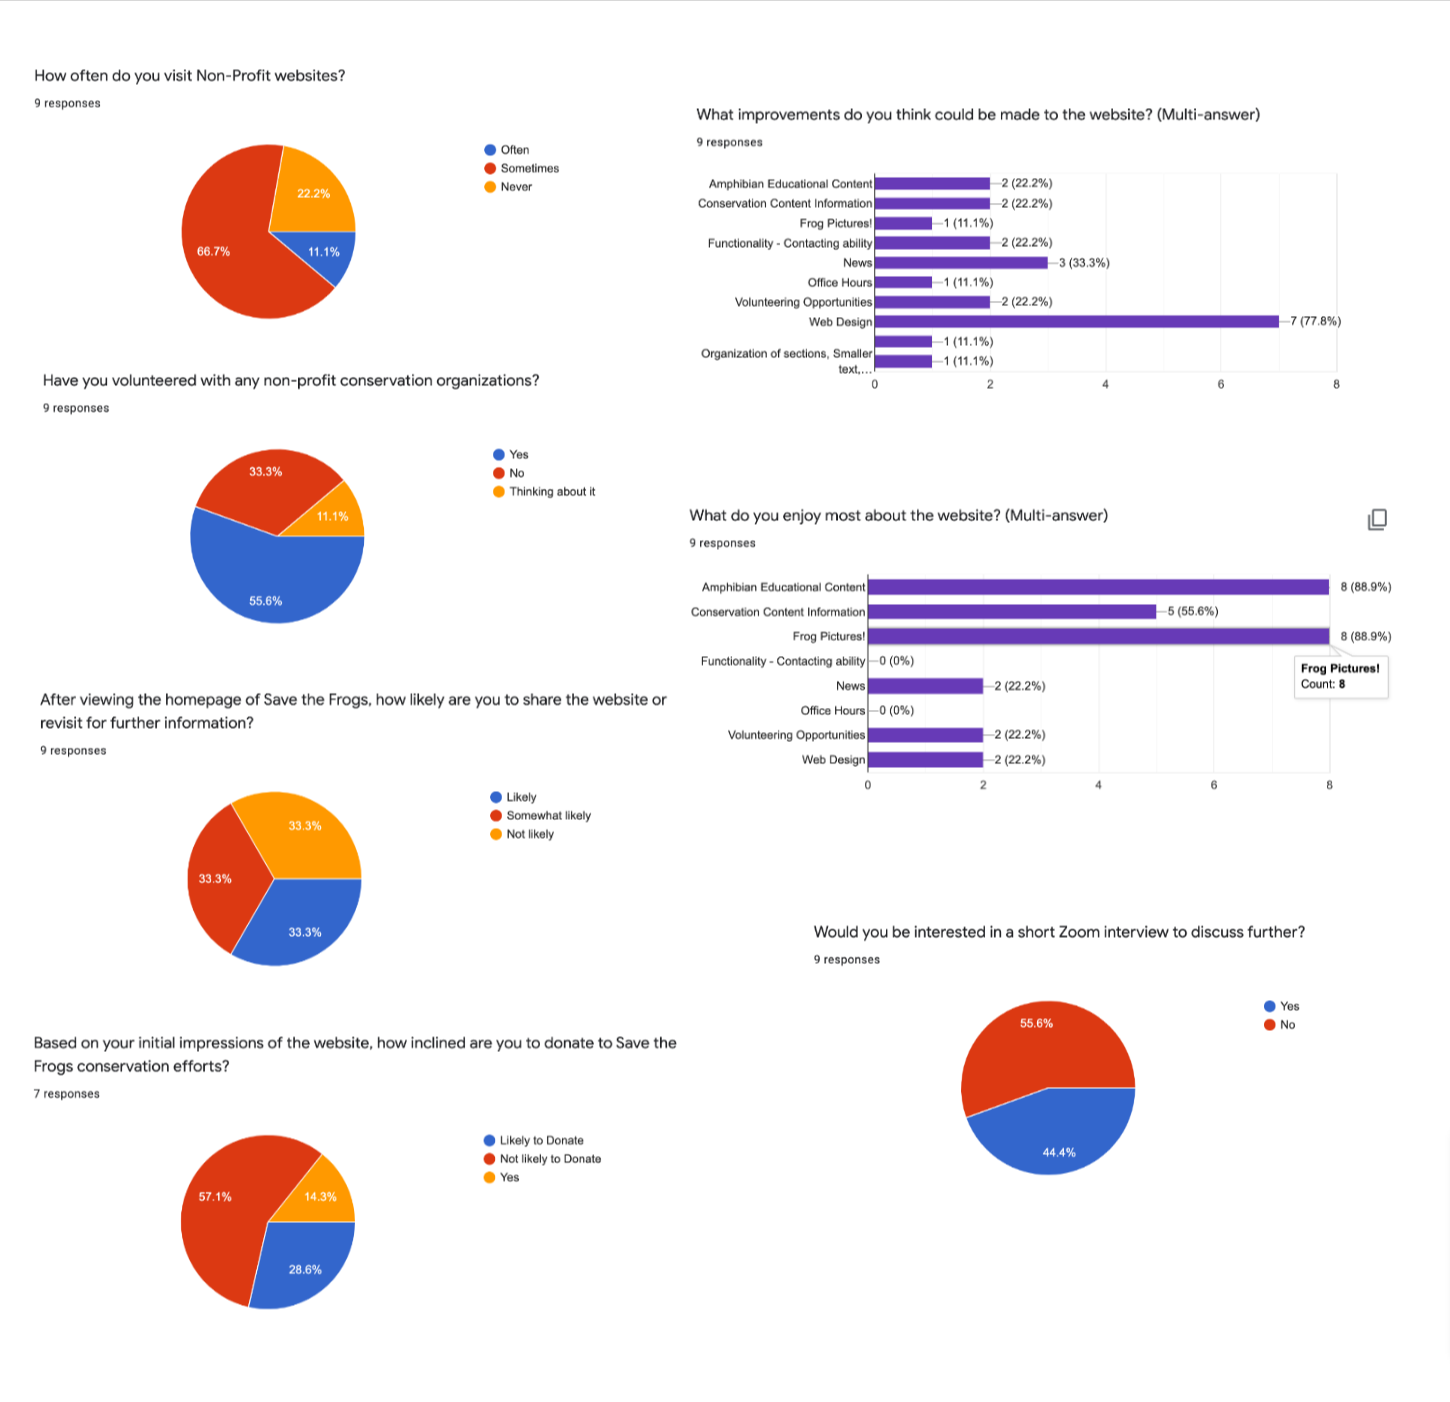 How often do you visit Non-Profit websites?
9 responses
Often
Sometimes
Never
22.2%
66.7%
11.1%
Have you volunteered with any non-profit conservation organizations?
9 responses
Yes
No
Thinking about it
33.3%
11.1%
55.6%
After viewing the homepage of Save the Frogs, how likely are you to share the website or
revisit for further information?
9 responses
Likely
Somewhat likely
Not likely
33.3%
33.3%
33.3%
Based on your initial impressions of the website, how inclined are you to donate to Save the
Frogs conservation efforts?
7 responses
Likely to Donate
Not likely to Donate
Yes
57.1%
14.3%
28.6%
What improvements do you think could be made to the website? (Multi-answer)
9 responses
Amphibian Educational Content 2 (22.2%)
Conservation Content Information 2 (22.2%)
Frog Pictures! 1 (11.1%)
Functionality - Contacting ability 2 (22.2%)
News 3 (33.3%)
Office Hours 1 (11.1%)
Volunteering Opportunities 2 (22.2%)
Web Design 7 (77.8%)
1 (11.1%)
Organization of sections, Smaller
text,... 1 (11.1%)
0 2 4 6 8
What do you enjoy most about the website? (Multi-answer)
9 responses
Amphibian Educational Content 8 (88.9%)
Conservation Content Information 5 (55.6%)
Frog Pictures! 8 (88.9%)
Functionality - Contacting ability 0 (0%)
Frog Pictures!
Count: 8
News 2 (22.2%)
Office Hours 0 (0%)
Volunteering Opportunities 2 (22.2%)
Web Design 2 (22.2%)
0 2 4 6 8
Would you be interested in a short Zoom interview to discuss further?
9 responses
Yes
No
55.6%
44.4%